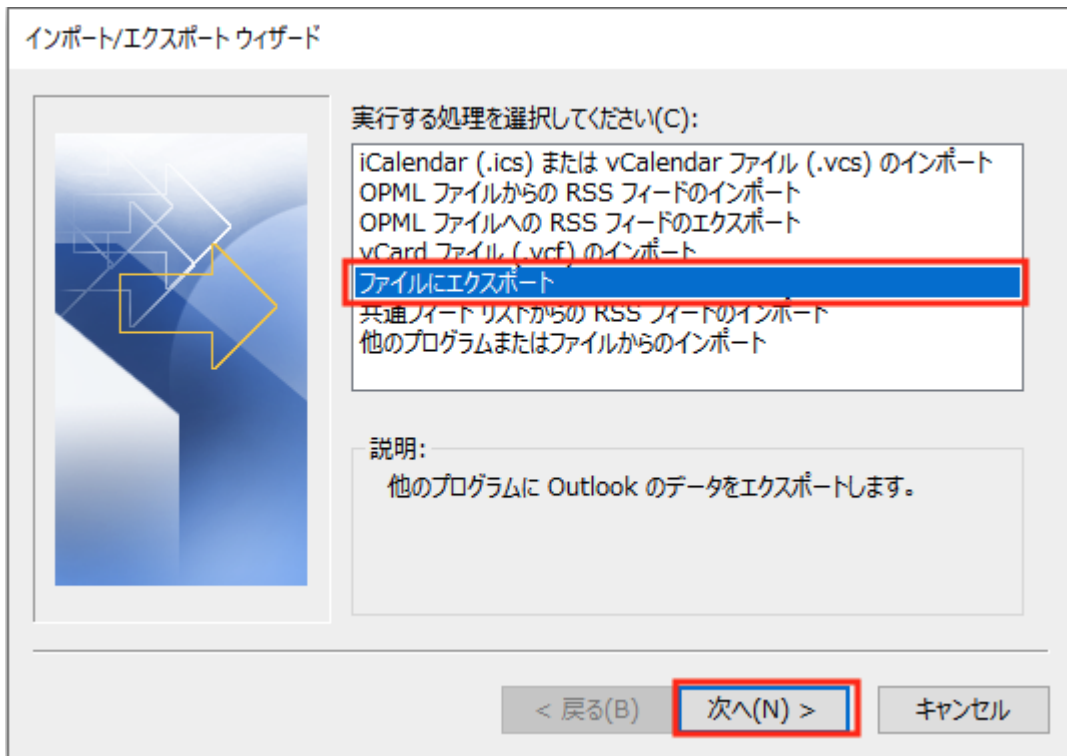 インポート/エクスポート ウィザード
実行する処理を選択してください(C):
iCalendar (.ics) または vCalendar ファイル (.vcs) のインポート
OPML ファイルからの RSS フィードのインポート
OPML ファイルへの RSS フィードのエクスポート
vCard ファイル (.vcf) のインポート
ファイルにエクスポート
共通フィード リストからの RSS フィードのインポート
他のプログラムまたはファイルからのインポート
説明:
他のプログラムに Outlook のデータをエクスポートします。
< 戻る(B)
次へ(N) >
キャンセル